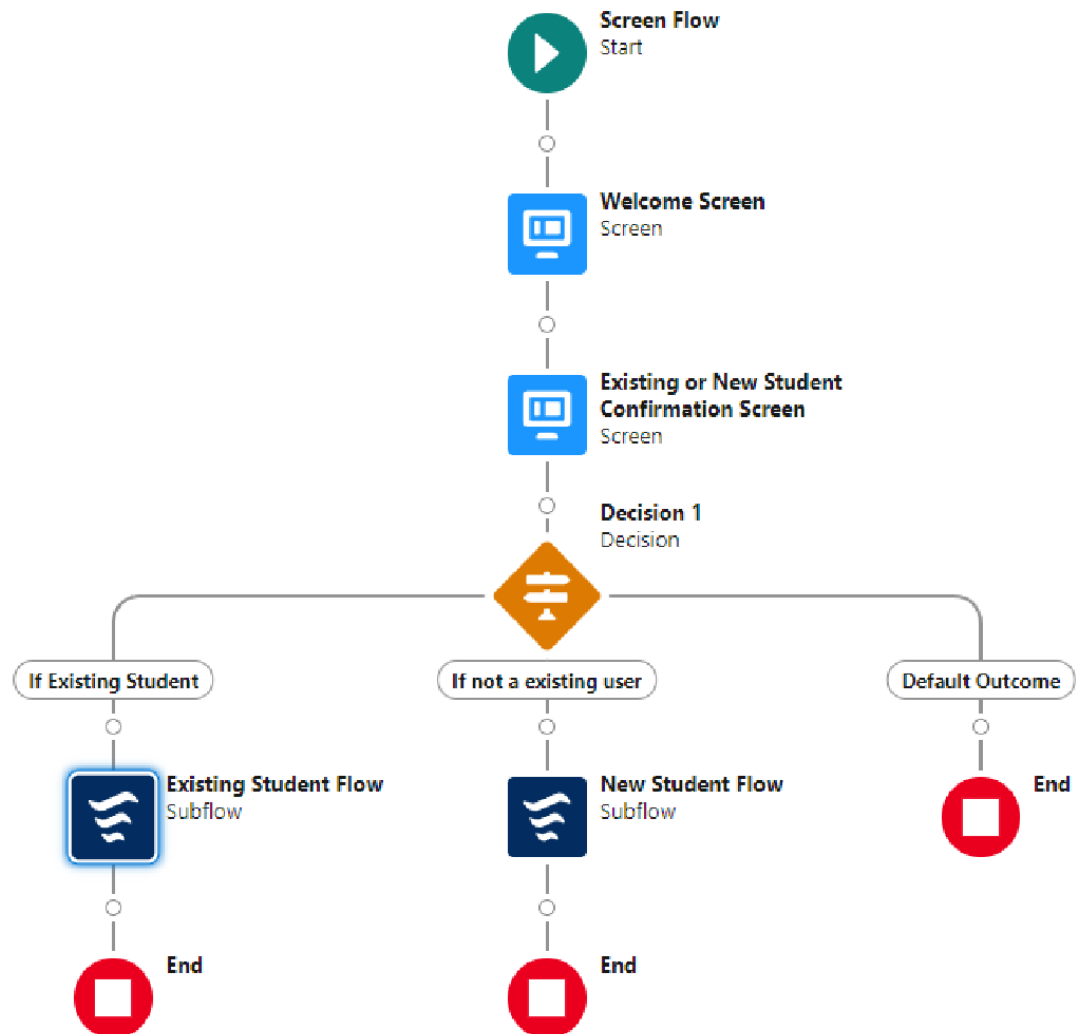 Screen Flow
Start
Welcome Screen
Screen
Existing or New Student
Confirmation Screen
Screen
Decision 1
Decision
If Existing Student
If not a existing user
Default Outcome
Existing Student Flow
Subflow
New Student Flow
Subflow
End
End
End